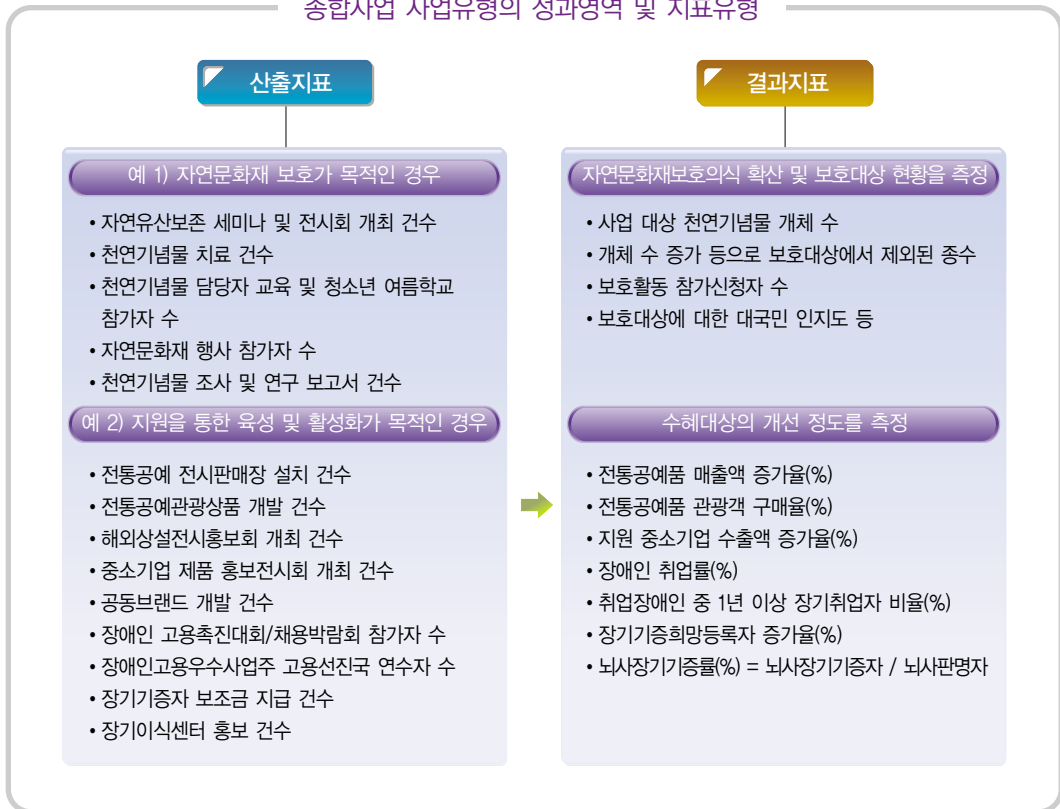 종합사업 사업유형의 성과영역 및 지표유형
산출지표
예 1) 자연문화재 보호가 목적인 경우
• 자연유산보존 세미나 및 전시회 개최 건수
• 천연기념물 치료 건수
• 천연기념물 담당자 교육 및 청소년 여름학교
참가자 수
• 자연문화재 행사 참가자 수
• 천연기념물 조사 및 연구 보고서 건수
예 2) 지원을 통한 육성 및 활성화가 목적인 경우
• 전통공예 전시판매장 설치 건수
• 전통공예관광상품 개발 건수
• 해외상설전시홍보회 개최 건수
• 중소기업 제품 홍보전시회 개최 건수
• 공동브랜드 개발 건수
• 장애인 고용촉진대회/채용박람회 참가자 수
• 장애인고용우수사업주 고용선진국 연수자 수
• 장기기증자 보조금 지급 건수
• 장기이식센터 홍보 건수
결과지표
자연문화재보호의식 확산 및 보호대상 현황을 측정
• 사업 대상 천연기념물 개체 수
• 개체 수 증가 등으로 보호대상에서 제외된 종수
• 보호활동 참가신청자 수
• 보호대상에 대한 대국민 인지도 등
수혜대상의 개선 정도를 측정
• 전통공예품 매출액 증가율(%)
• 전통공예품 관광객 구매율(%)
• 지원 중소기업 수출액 증가율(%)
• 장애인 취업률(%)
• 취업장애인 중 1년 이상 장기취업자 비율(%)
• 장기기증희망등록자 증가율(%)
• 뇌사장기기증률(%) = 뇌사장기기증자 / 뇌사판명자